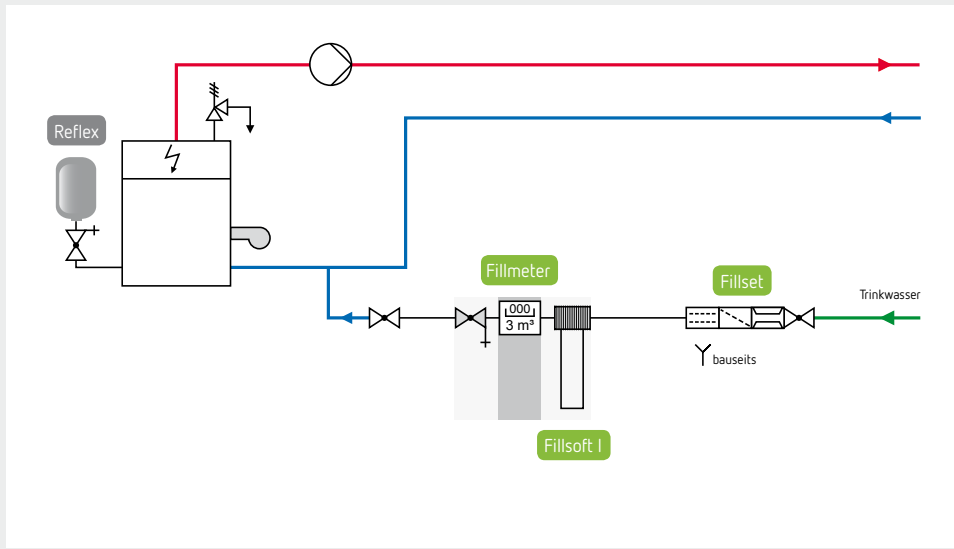 Reflex
Fillmeter
Fillset
Trinkwasser
000
3 m³
bauseits
Fillsoft I